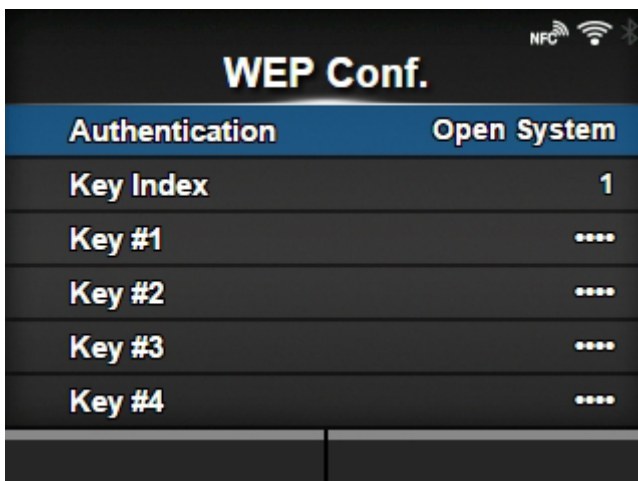 NFC
WEP Conf.
Authentication Open System
Key Index 1
Key #1 ••••
Key #2 ••••
Key #3 ••••
Key #4 ••••